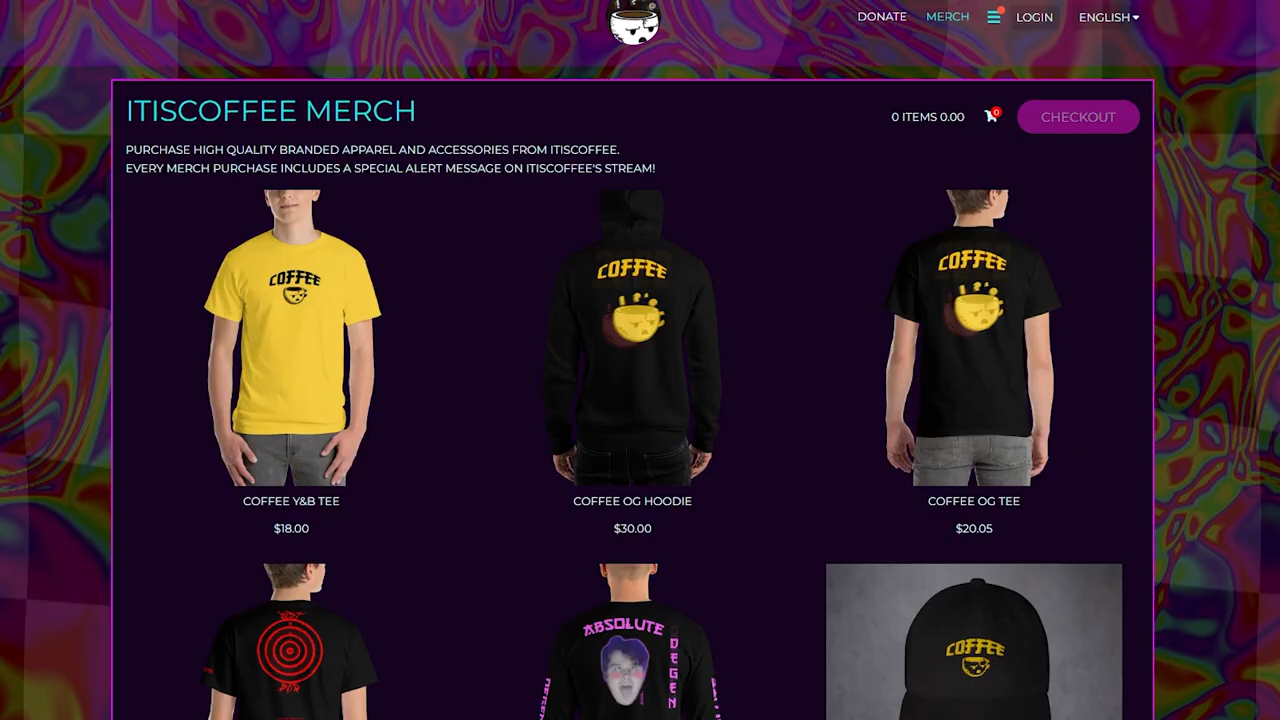 DONATE MERCH LOGIN ENGLISH
ITISCOFFEE MERCH
0 ITEMS 0.00 0 CHECKOUT
PURCHASE HIGH QUALITY BRANDED APPAREL AND ACCESSORIES FROM ITISCOFFEE.
EVERY MERCH PURCHASE INCLUDES A SPECIAL ALERT MESSAGE ON ITISCOFFEE'S STREAM!
COFFEE
COFFEE
COFFEE
COFFEE Y&B TEE
COFFEE OG HOODIE
COFFEE OG TEE
$18.00
$30.00
$20.05
ABSOLUTE
DEGEN
COFFEE